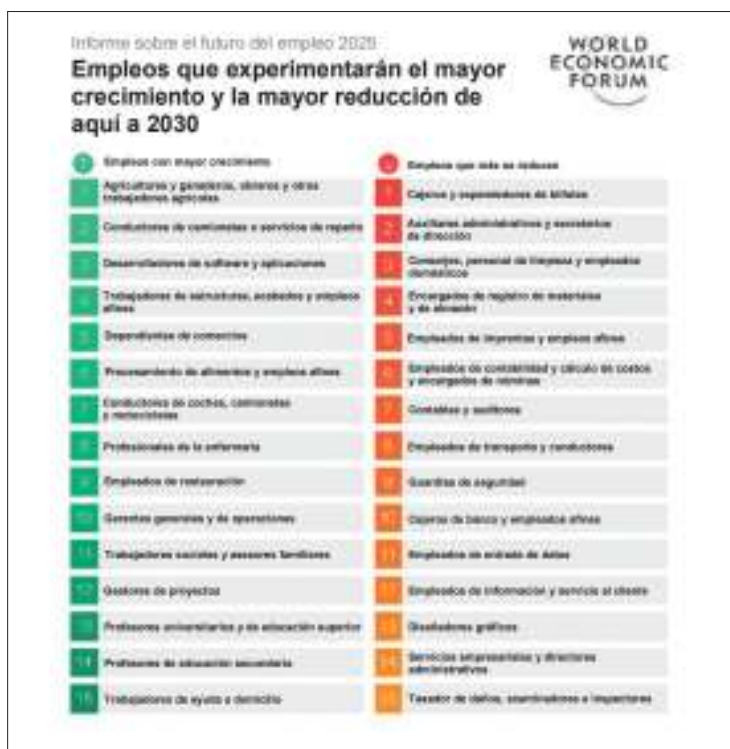 Informe sobre el futuro del empleo 2025
Empleos que experimentarán el mayor
crecimiento y la mayor reducción de
aquí a 2030
WORLD
ECONOMIC
FORUM
Empleos con mayor crecimiento
1 Agricultores y ganaderos, obreros y otros
trabajadores agrícolas
2 Conductores de camionetas o servicios de reparto
3 Desarrolladores de software y aplicaciones
4 Trabajadores de estructuras, acabados y empleos
afines
5 Dependientes de comercios
6 Procesamiento de alimentos y empleos afines
7 Conductores de coches, camionetas
y motocicletas
8 Profesionales de la enfermería
9 Empleados de restauración
10 Gerentes generales y de operaciones
11 Trabajadores sociales y asesores familiares
12 Gestores de proyectos
13 Profesores universitarios y de educación superior
14 Profesores de educación secundaria
15 Trabajadores de ayuda a domicilio
Empleos que más se reducen
1 Cajeros y expendedores de billetes
2 Auxiliares administrativos y secretarios
de dirección
3 Conserjes, personal de limpieza y empleados
domésticos
4 Encargados de registro de materiales
y de almacén
5 Empleados de imprentas y empleos afines
6 Empleados de contabilidad y cálculo de costos
y encargados de nóminas
7 Contables y auditores
8 Empleados de transporte y conductores
9 Guardias de seguridad
10 Cajeros de banco y empleados afines
11 Empleados de entrada de datos
12 Empleados de información y servicio al cliente
13 Diseñadores gráficos
14 Servicios empresariales y directores
administrativos
15 Tasador de daños, examinadores e inspectores